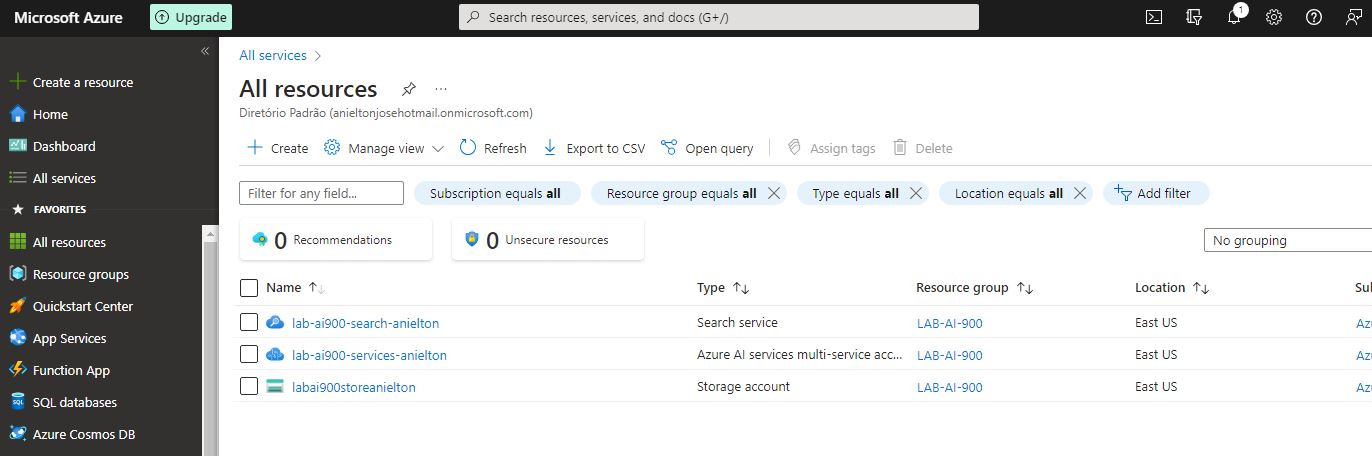 Microsoft Azure
Upgrade
Search resources, services, and docs (G+/)
1
Create a resource
Home
Dashboard
All services
FAVORITES
All resources
Resource groups
Quickstart Center
App Services
Function App
SQL databases
Azure Cosmos DB
All services
All resources
Diretório Padrão (anieltonjosehotmail.onmicrosoft.com)
Create Manage view Refresh Export to CSV Open query Assign tags Delete
Filter for any field... Subscription equals all Resource group equals all Type equals all Location equals all Add filter
0 Recommendations 0 Unsecure resources
No grouping
Name Type Resource group Location Sul
lab-ai900-search-anielton Search service LAB-AI-900 East US Azu
lab-ai900-services-anielton Azure AI services multi-service acc... LAB-AI-900 East US Azu
labai900storeanielton Storage account LAB-AI-900 East US Azu